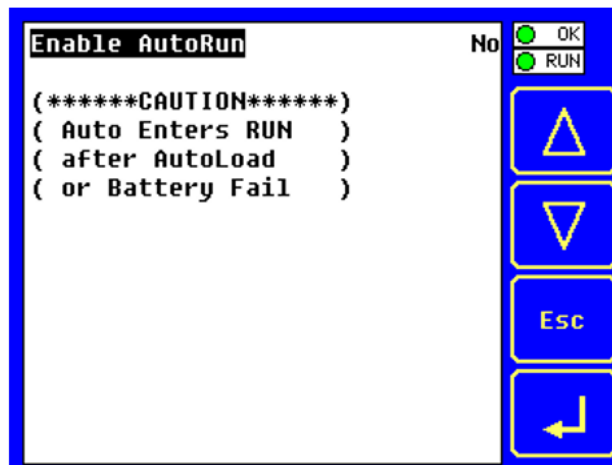 Enable AutoRun No
(******CAUTION******)
( Auto Enters RUN )
( after AutoLoad )
( or Battery Fail )
OK
RUN
Esc